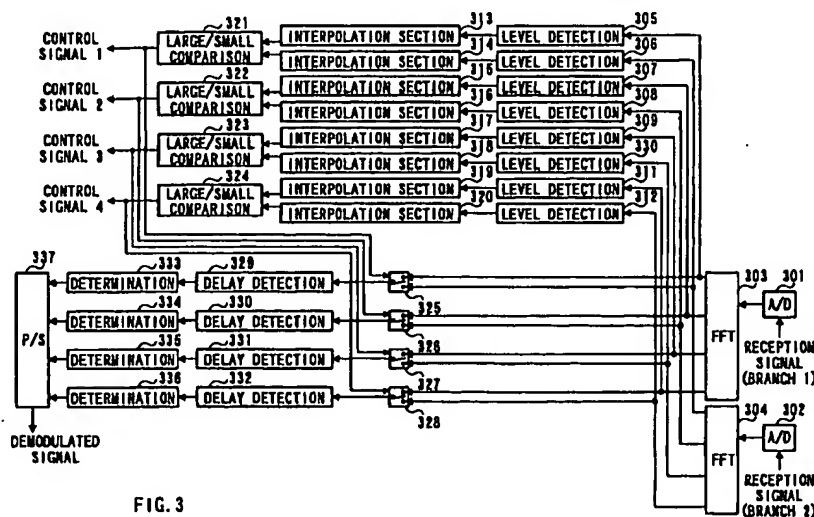 CONTROL SIGNAL 1
321
LARGE/SMALL COMPARISON
313
INTERPOLATION SECTION
305
LEVEL DETECTION
314
INTERPOLATION SECTION
306
LEVEL DETECTION
CONTROL SIGNAL 2
322
LARGE/SMALL COMPARISON
315
INTERPOLATION SECTION
307
LEVEL DETECTION
316
INTERPOLATION SECTION
308
LEVEL DETECTION
CONTROL SIGNAL 3
323
LARGE/SMALL COMPARISON
317
INTERPOLATION SECTION
309
LEVEL DETECTION
318
INTERPOLATION SECTION
330
LEVEL DETECTION
CONTROL SIGNAL 4
324
LARGE/SMALL COMPARISON
319
INTERPOLATION SECTION
311
LEVEL DETECTION
320
INTERPOLATION SECTION
312
LEVEL DETECTION
337
P/S
333
DETERMINATION
329
DELAY DETECTION
325
334
DETERMINATION
330
DELAY DETECTION
326
335
DETERMINATION
331
DELAY DETECTION
327
336
DETERMINATION
332
DELAY DETECTION
328
303
FFT
301
A/D
RECEPTION
SIGNAL
(BRANCH 1)
304
FFT
302
A/D
RECEPTION
SIGNAL
(BRANCH 2)
DEMODULATED
SIGNAL
FIG.3